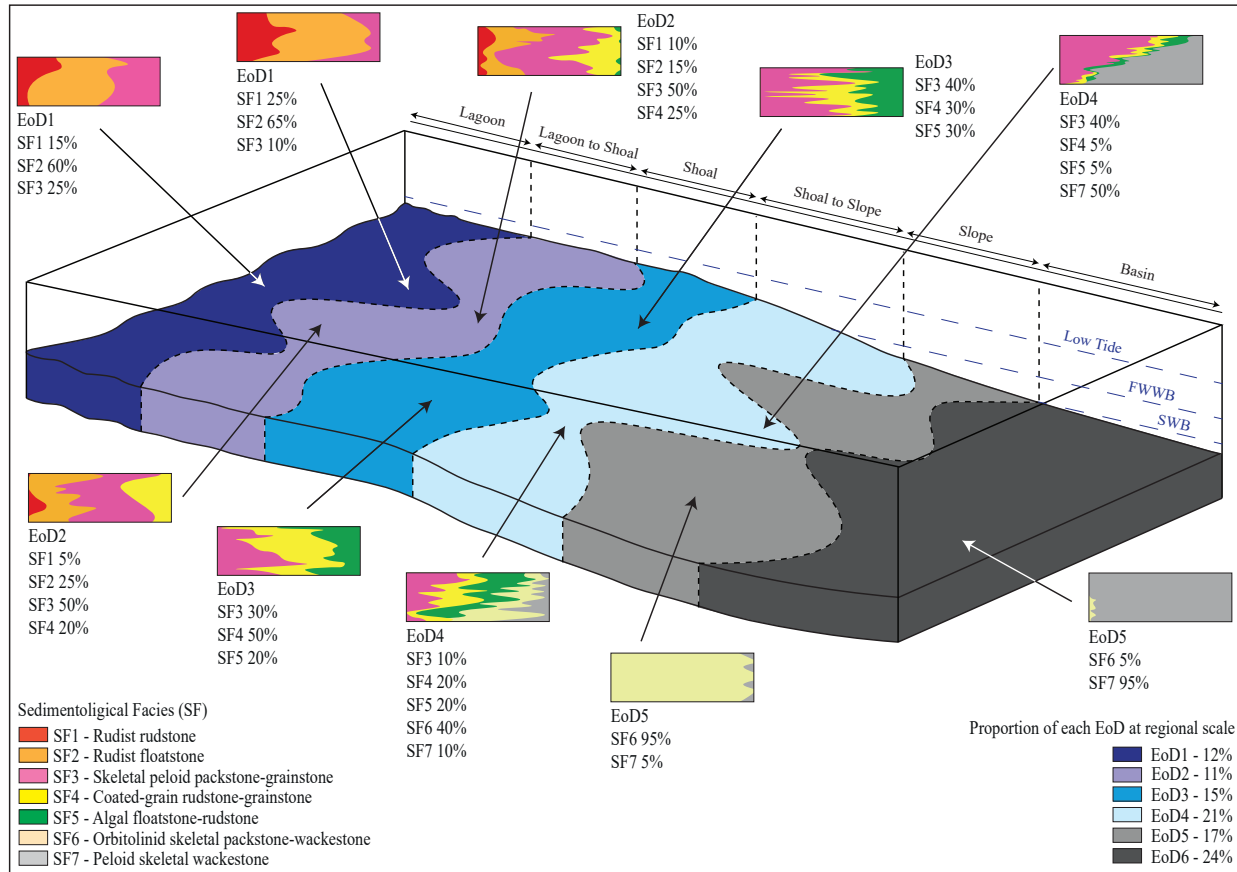 EoD1
SF1 15%
SF2 60%
SF3 25%
EoD1
SF1 25%
SF2 65%
SF3 10%
EoD2
SF1 10%
SF2 15%
SF3 50%
SF4 25%
EoD3
SF3 40%
SF4 30%
SF5 30%
EoD4
SF3 40%
SF4 5%
SF5 5%
SF7 50%
Lagoon
Lagoon to Shoal
Shoal
Shoal to Slope
Slope
Basin
Low Tide
FWWB
SWB
EoD2
SF1 5%
SF2 25%
SF3 50%
SF4 20%
EoD3
SF3 30%
SF4 50%
SF5 20%
EoD4
SF3 10%
SF4 20%
SF5 20%
SF6 40%
SF7 10%
EoD5
SF6 95%
SF7 5%
EoD5
SF6 5%
SF7 95%
Sedimentoligical Facies (SF)
SF1 - Rudist rudstone
SF2 - Rudist floatstone
SF3 - Skeletal peloid packstone-grainstone
SF4 - Coated-grain rudstone-grainstone
SF5 - Algal floatstone-rudstone
SF6 - Orbitolinid skeletal packstone-wackestone
SF7 - Peloid skeletal wackestone
Proportion of each EoD at regional scale
EoD1 - 12%
EoD2 - 11%
EoD3 - 15%
EoD4 - 21%
EoD5 - 17%
EoD6 - 24%